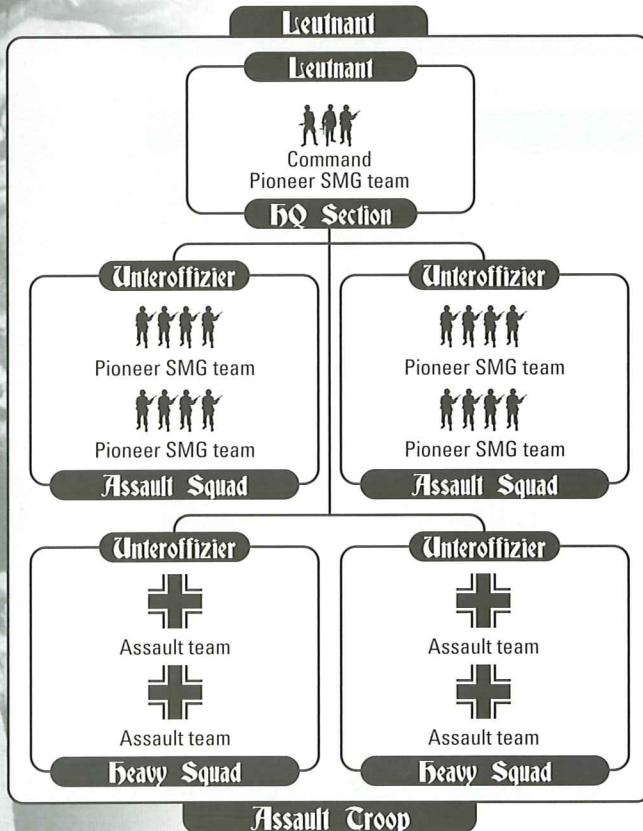 Leutnant
Leutnant
Command
Pioneer SMG team
HQ Section
Unteroffizier
Pioneer SMG team
Pioneer SMG team
Assault Squad
Unteroffizier
Pioneer SMG team
Pioneer SMG team
Assault Squad
Unteroffizier
Assault team
Assault team
Heavy Squad
Unteroffizier
Assault team
Assault team
Heavy Squad
Assault Troop